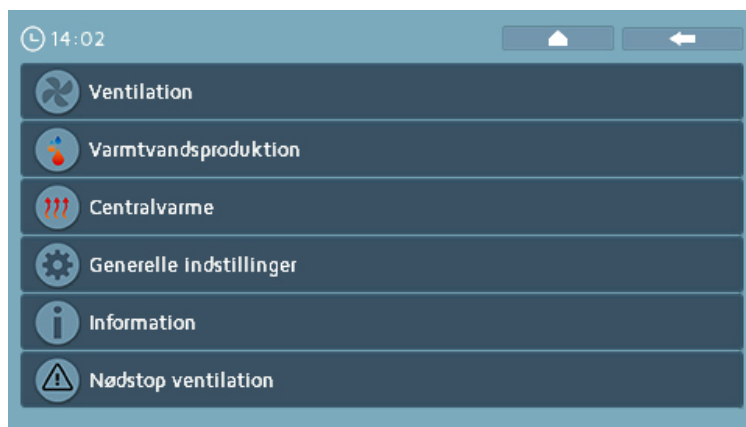 14:02
Ventilation
Varmtvandsproduktion
Centralvarme
Generelle indstillinger
Information
Nødstop ventilation